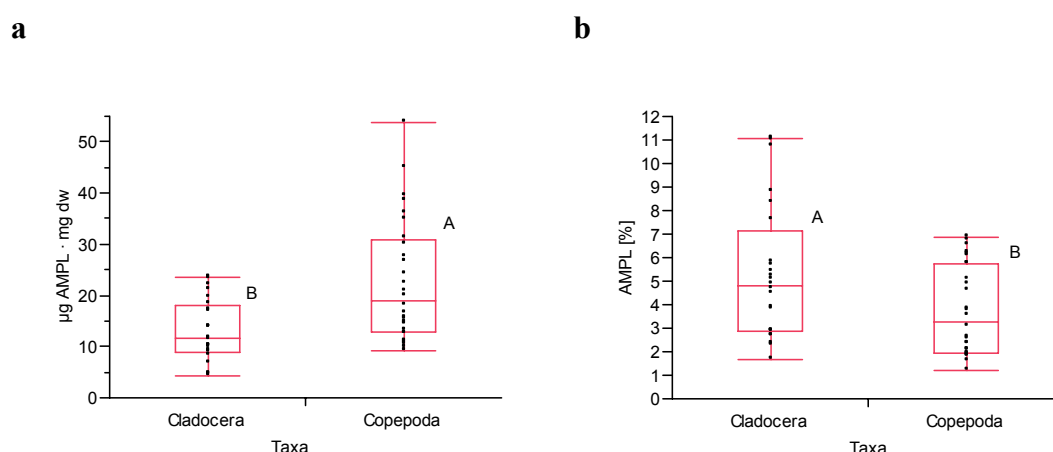 a
b
µg AMPL · mg dw
50
40
30
20
10
0
B
A
Cladocera
Copepoda
Taxa
AMPL [%]
12
11
10
9
8
7
6
5
4
3
2
1
0
A
B
Cladocera
Copepoda
Taxa